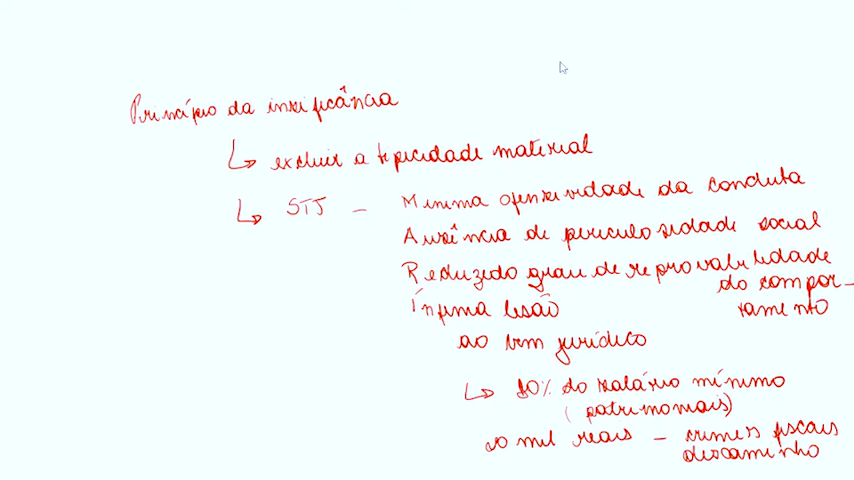 Princípio da insificância
↳ excluir a tipicidade material
↳ STJ - Mínima ofensividade da conduta
Ausência de periculosidade social
Reduzido grau de reprovabilidade
do compor-
tamento
Ínfima lesão
ao bem jurídico
↳ 10% do salário mínimo
(patrimoniais)
20 mil reais - crimes fiscais
descaminho